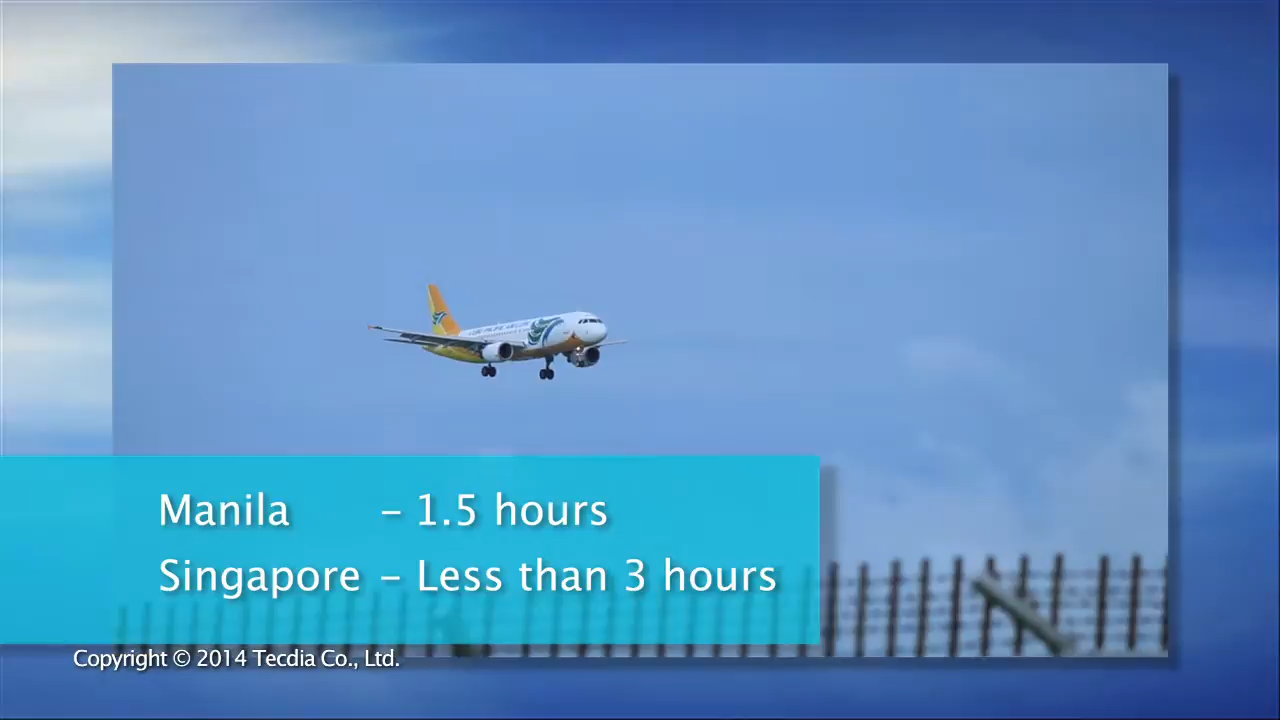 Manila - 1.5 hours
Singapore - Less than 3 hours
Copyright © 2014 Tecdia Co., Ltd.